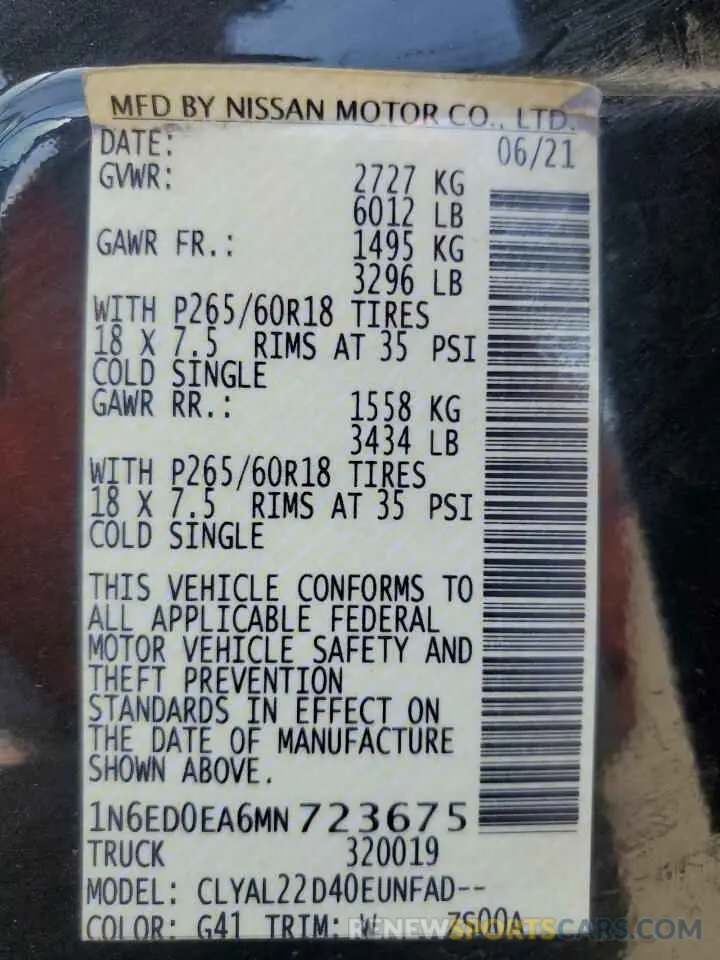 MFD BY NISSAN MOTOR CO., LTD.
DATE: 06/21
GVWR: 2727 KG
6012 LB
GAWR FR.: 1495 KG
3296 LB
WITH P265/60R18 TIRES
18 X 7.5 RIMS AT 35 PSI
COLD SINGLE
GAWR RR.: 1558 KG
3434 LB
WITH P265/60R18 TIRES
18 X 7.5 RIMS AT 35 PSI
COLD SINGLE
THIS VEHICLE CONFORMS TO
ALL APPLICABLE FEDERAL
MOTOR VEHICLE SAFETY AND
THEFT PREVENTION
STANDARDS IN EFFECT ON
THE DATE OF MANUFACTURE
SHOWN ABOVE.
1N6ED0EA6MN 723675
TRUCK 320019
MODEL: CLYAL22D40EUNFAD--
COLOR: G41 TRIM: W ZS00A
RENEWSPORTSCARS.COM